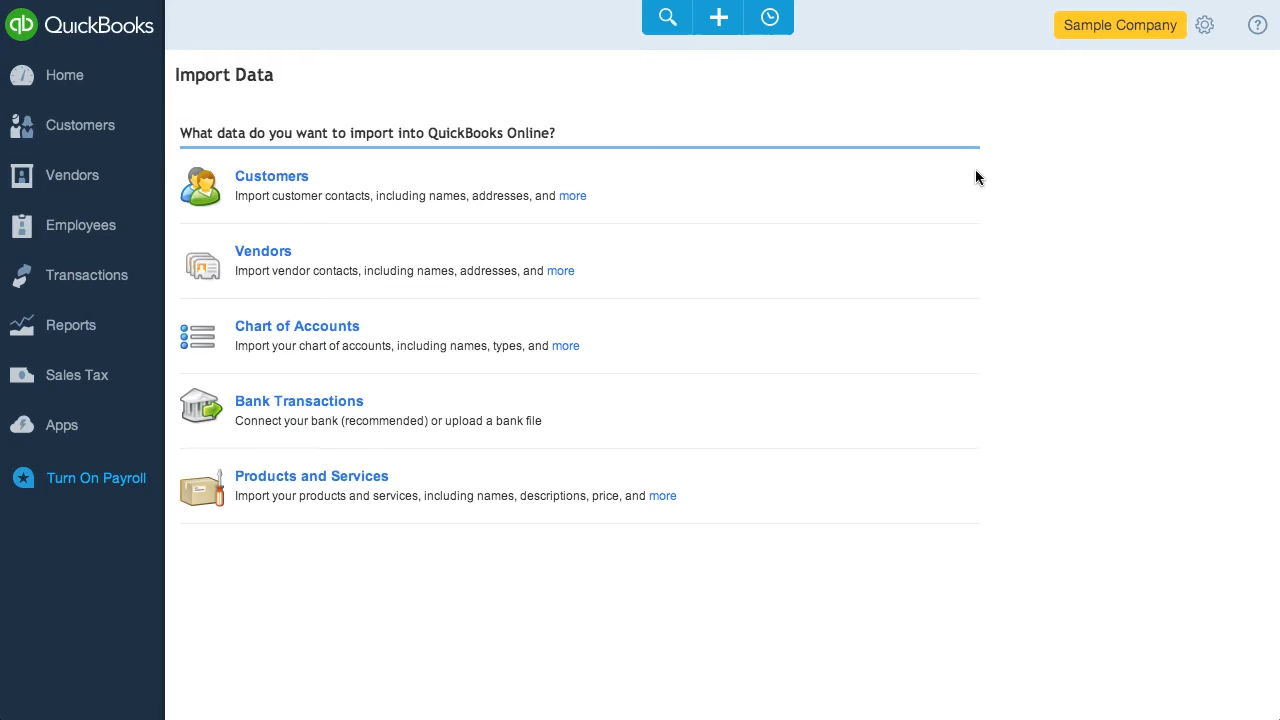 QuickBooks
Sample Company
Home
Customers
Vendors
Employees
Transactions
Reports
Sales Tax
Apps
Turn On Payroll
Import Data
What data do you want to import into QuickBooks Online?
Customers
Import customer contacts, including names, addresses, and more
Vendors
Import vendor contacts, including names, addresses, and more
Chart of Accounts
Import your chart of accounts, including names, types, and more
Bank Transactions
Connect your bank (recommended) or upload a bank file
Products and Services
Import your products and services, including names, descriptions, price, and more